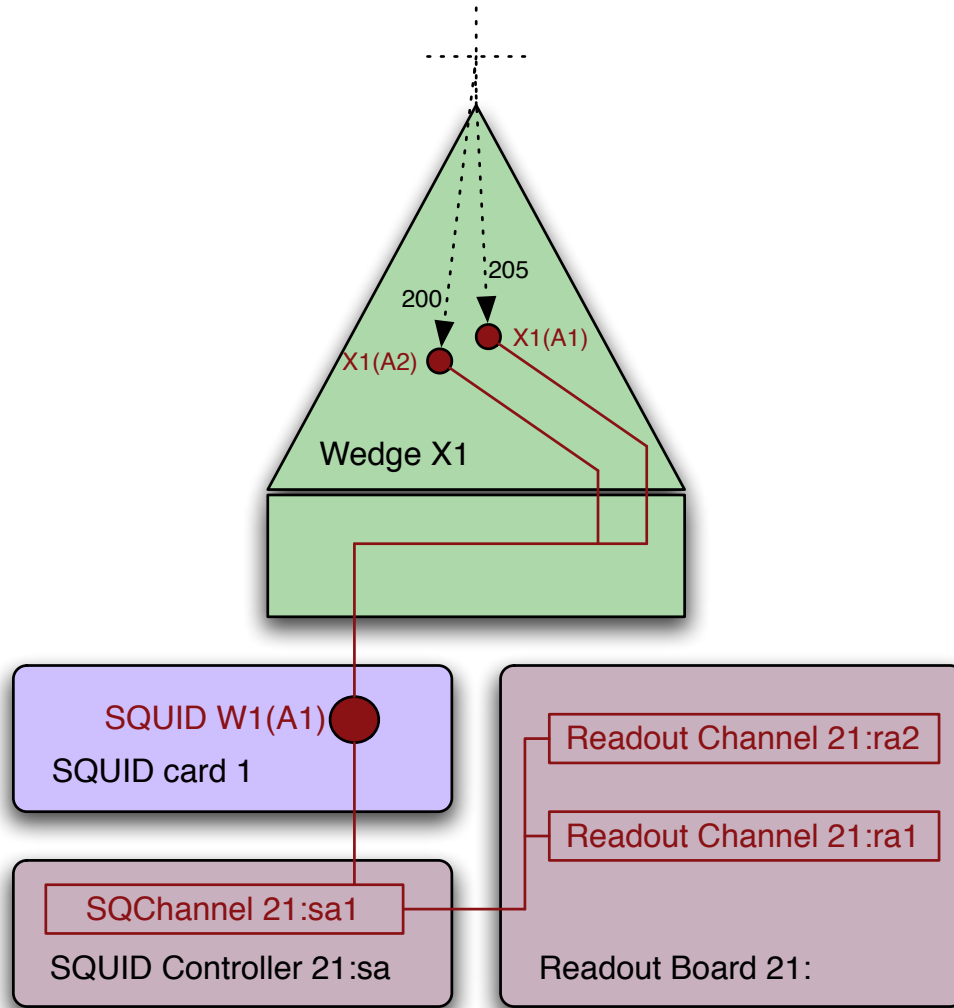 205
200
X1(A1)
X1(A2)
Wedge X1
SQUID W1(A1)
SQUID card 1
Readout Channel 21:ra2
Readout Channel 21:ra1
SQChannel 21:sa1
SQUID Controller 21:sa
Readout Board 21: